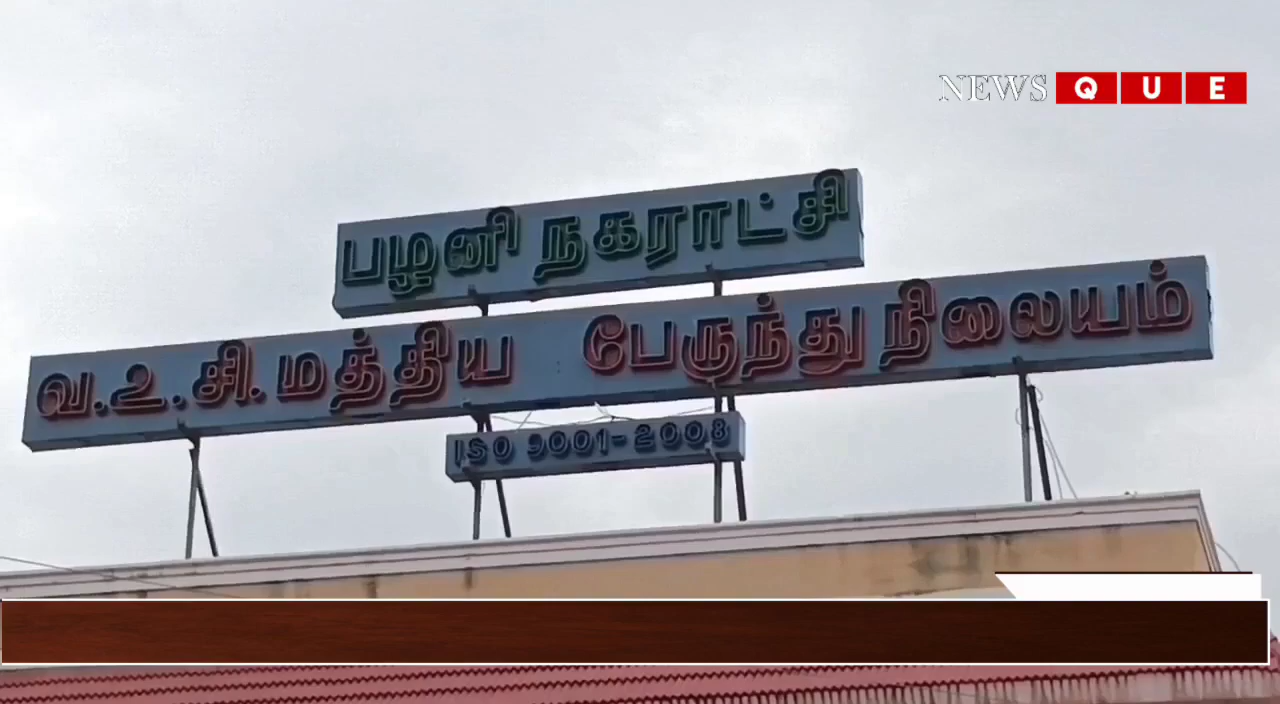 NEWS QUE
பழனி நகராட்சி
வ.உ.சி.மத்திய பேருந்து நிலையம்
ISO 9001-2008